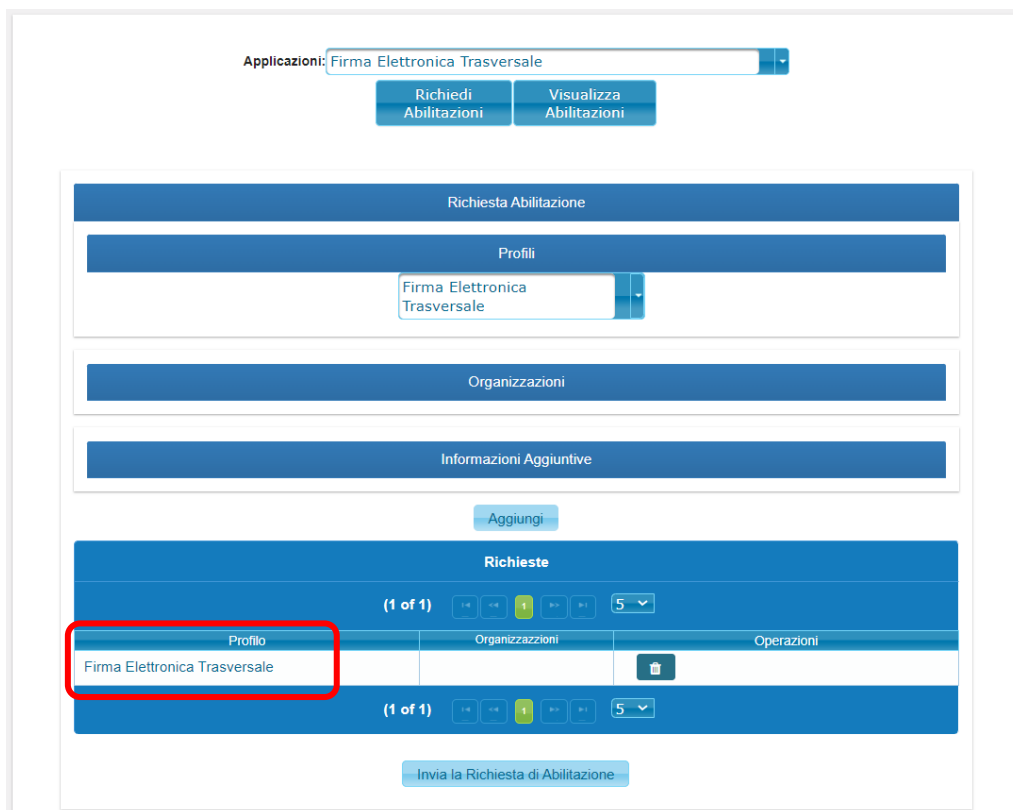 Applicazioni: Firma Elettronica Trasversale
Richiedi Visualizza
Abilitazioni Abilitazioni
Richiesta Abilitazione
Profili
Firma Elettronica
Trasversale
Organizzazioni
Informazioni Aggiuntive
Aggiungi
Richieste
(1 of 1) 1 5
Profilo Organizzazzioni Operazioni
Firma Elettronica Trasversale
(1 of 1) 1 5
Invia la Richiesta di Abilitazione